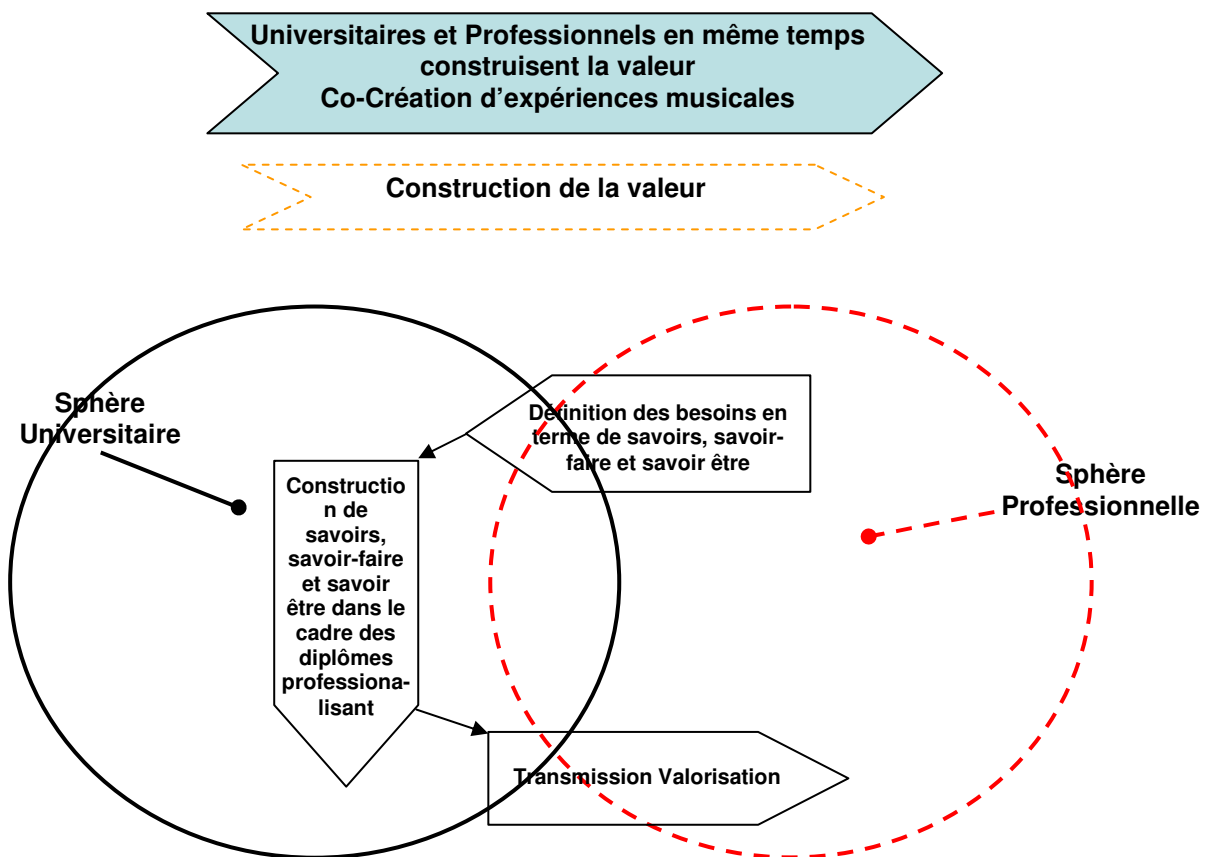 Universitaires et Professionnels en même temps
construisent la valeur
Co-Création d'expériences musicales
Construction de la valeur
Sphère
Universitaire
Définition des besoins en
terme de savoirs, savoir-
faire et savoir être
Sphère
Professionnelle
Constructio
n de
savoirs,
savoir-faire
et savoir
être dans le
cadre des
diplômes
professiona-
lisant
Transmission Valorisation